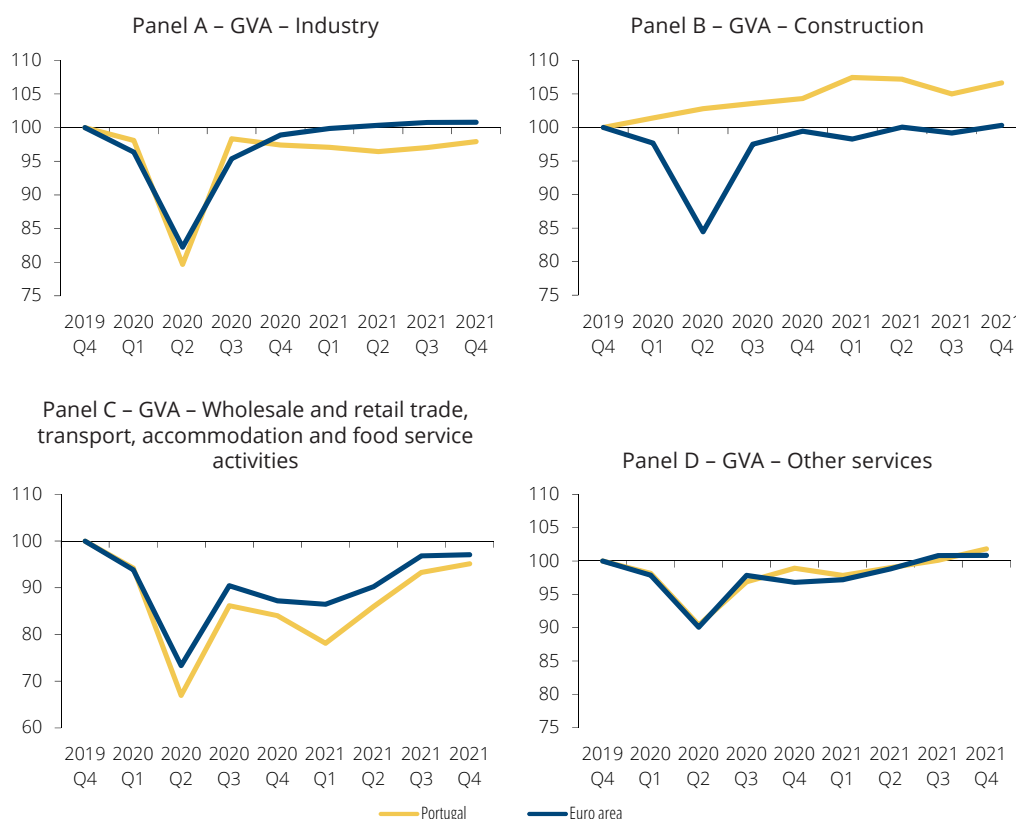 Panel A – GVA – Industry
110
105
100
95
90
85
80
75
2019 2020 2020 2020 2020 2021 2021 2021 2021
Q4 Q1 Q2 Q3 Q4 Q1 Q2 Q3 Q4
Panel B – GVA – Construction
110
105
100
95
90
85
80
75
2019 2020 2020 2020 2020 2021 2021 2021 2021
Q4 Q1 Q2 Q3 Q4 Q1 Q2 Q3 Q4
Panel C – GVA – Wholesale and retail trade,
transport, accommodation and food service
activities
110
100
90
80
70
60
2019 2020 2020 2020 2020 2021 2021 2021 2021
Q4 Q1 Q2 Q3 Q4 Q1 Q2 Q3 Q4
Panel D – GVA – Other services
110
105
100
95
90
85
80
75
2019 2020 2020 2020 2020 2021 2021 2021 2021
Q4 Q1 Q2 Q3 Q4 Q1 Q2 Q3 Q4
Portugal Euro area